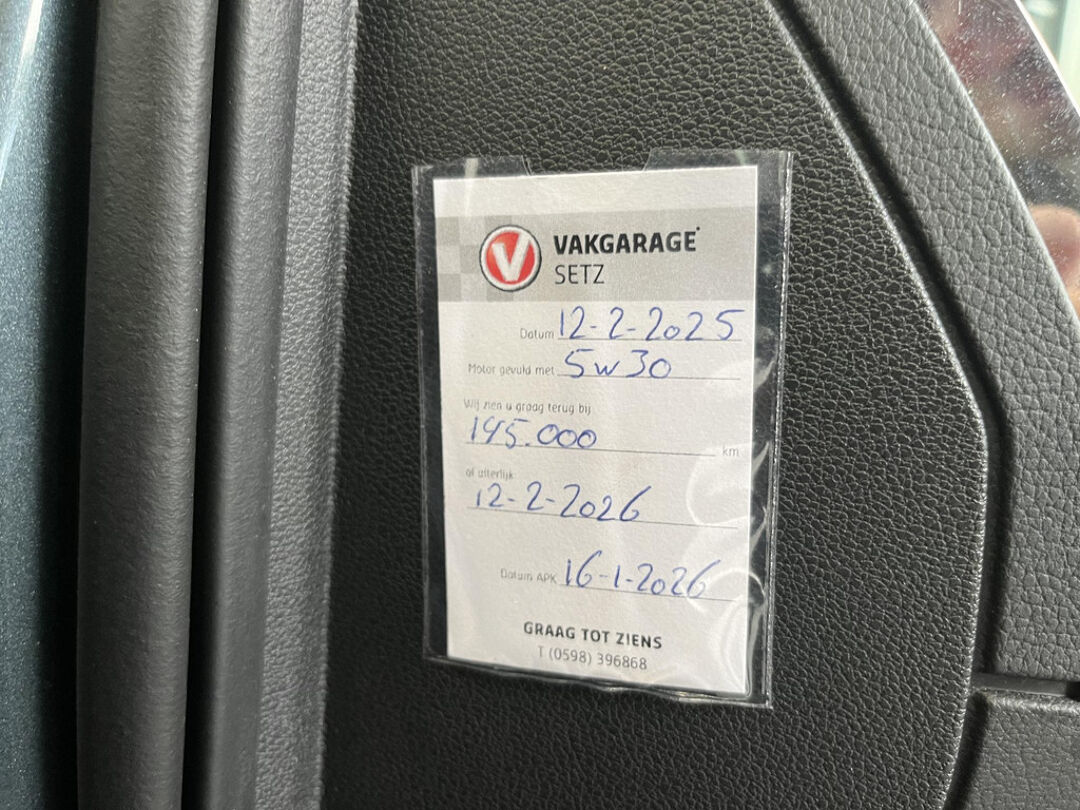 V
VAKGARAGE
SETZ
Datum 12-2-2025
Motor gevuld met 5w30
Wij zien u graag terug bij
145.000 km
of uiterlijk
12-2-2026
Datum APK 16-1-2026
GRAAG TOT ZIENS
T (0598) 396868